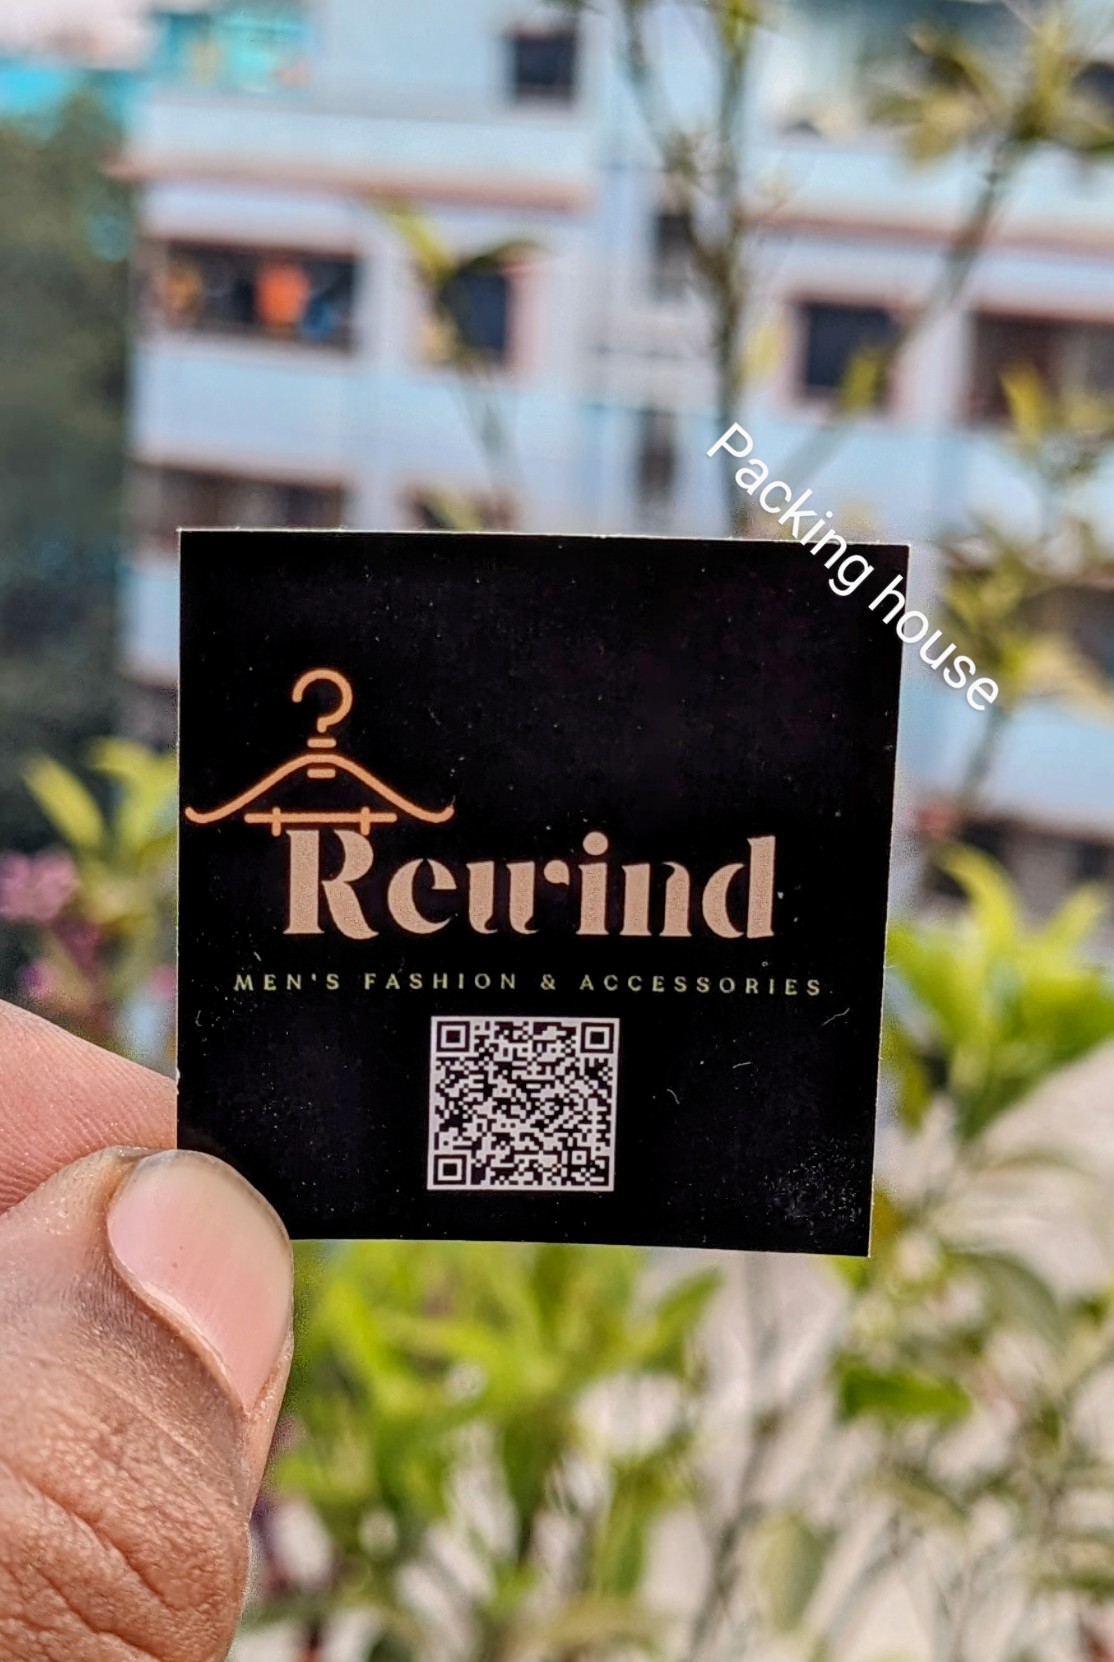 Packing house
Rewind
MEN'S FASHION & ACCESSORIES